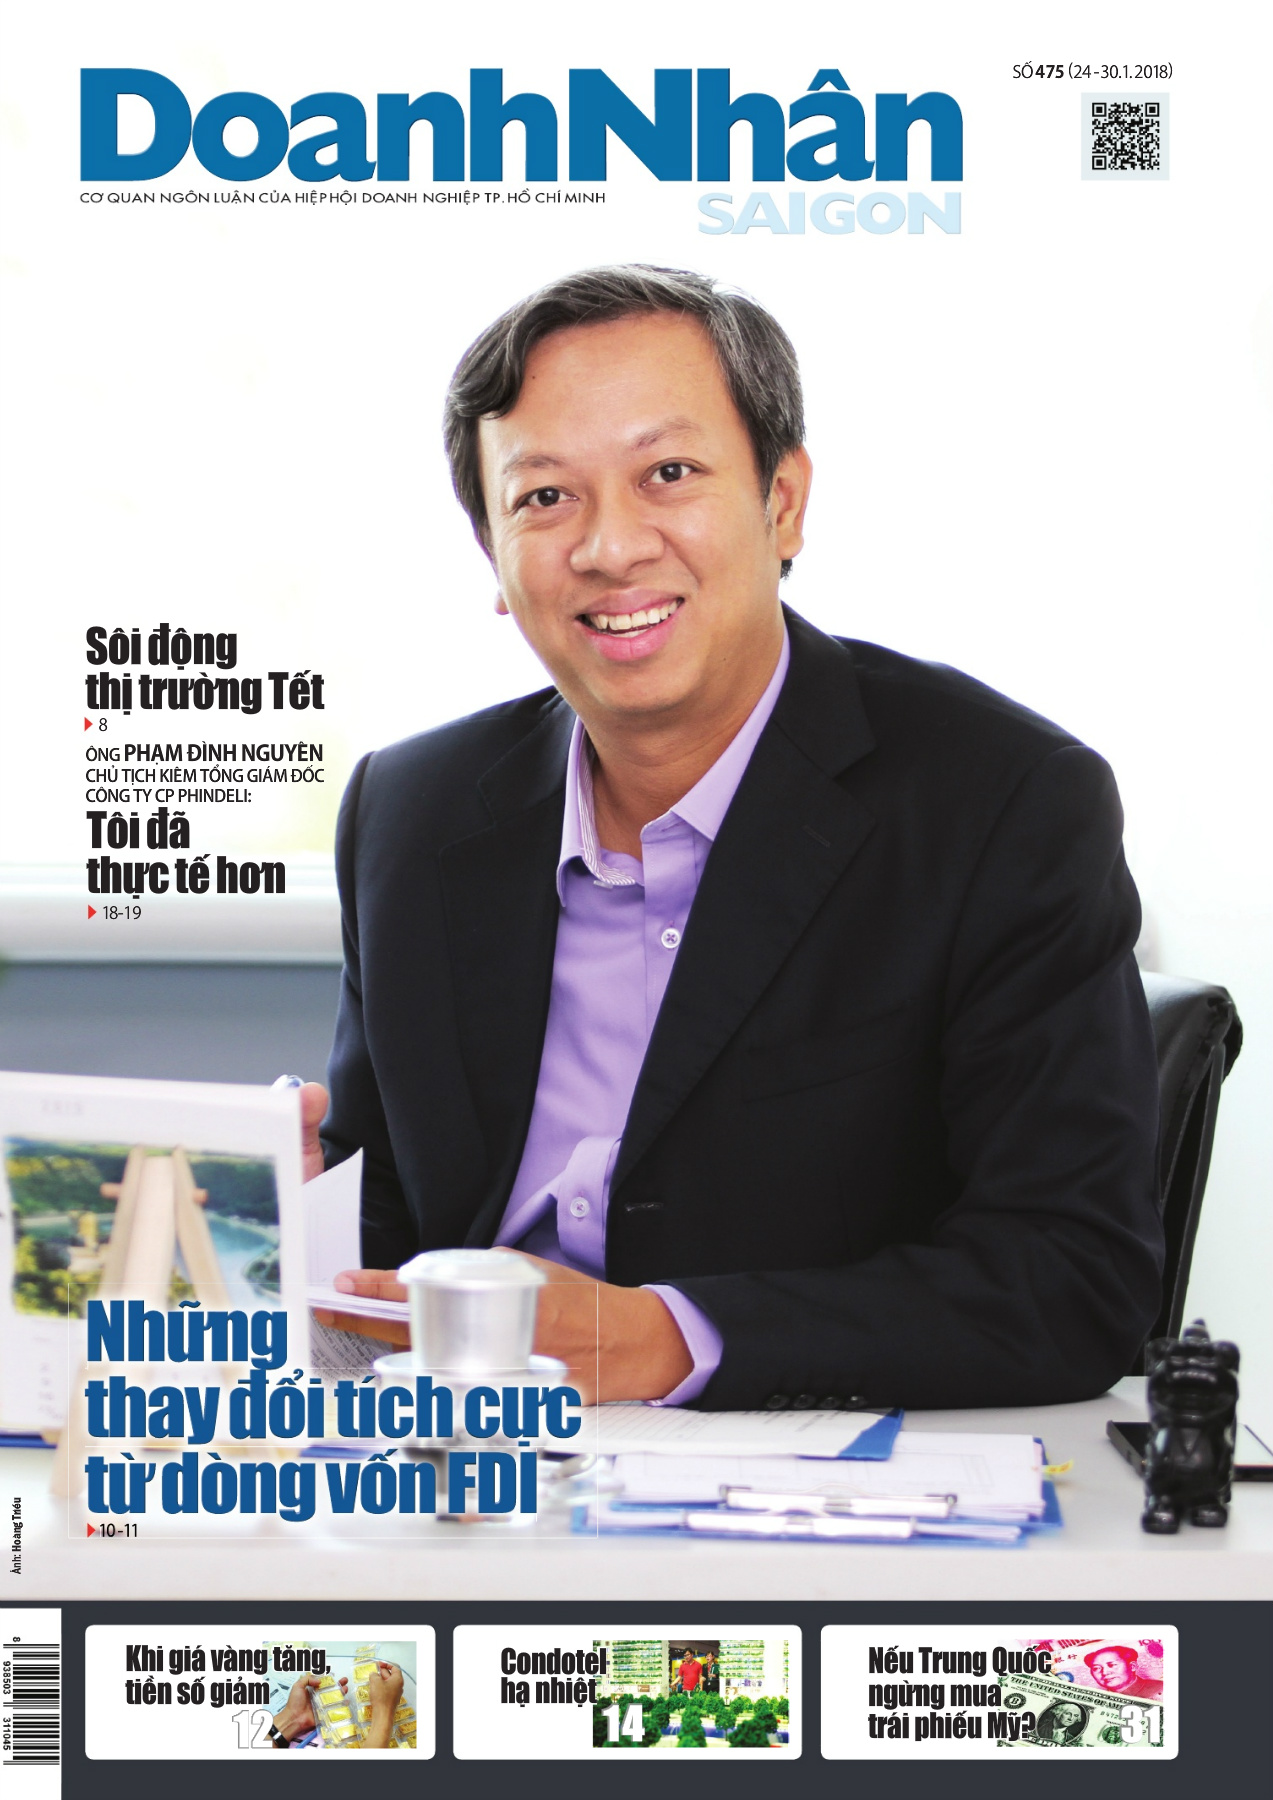 SỐ 475 (24-30.1.2018)
DoanhNhân
SAIGON
CƠ QUAN NGÔN LUẬN CỦA HIỆP HỘI DOANH NGHIỆP TP. HỒ CHÍ MINH
Sôi động
thị trường Tết
8
ÔNG PHẠM ĐÌNH NGUYÊN
CHỦ TỊCH KIÊM TỔNG GIÁM ĐỐC
CÔNG TY CP PHINDELI:
Tôi đã
thực tế hơn
18-19
Những
thay đổi tích cực
từ dòng vốn FDI
10-11
Ảnh: Hoàng Triều
8 938503 311045
Khi giá vàng tăng,
tiền số giảm
12
Condotel
hạ nhiệt
14
Nếu Trung Quốc
ngừng mua
trái phiếu Mỹ?
31